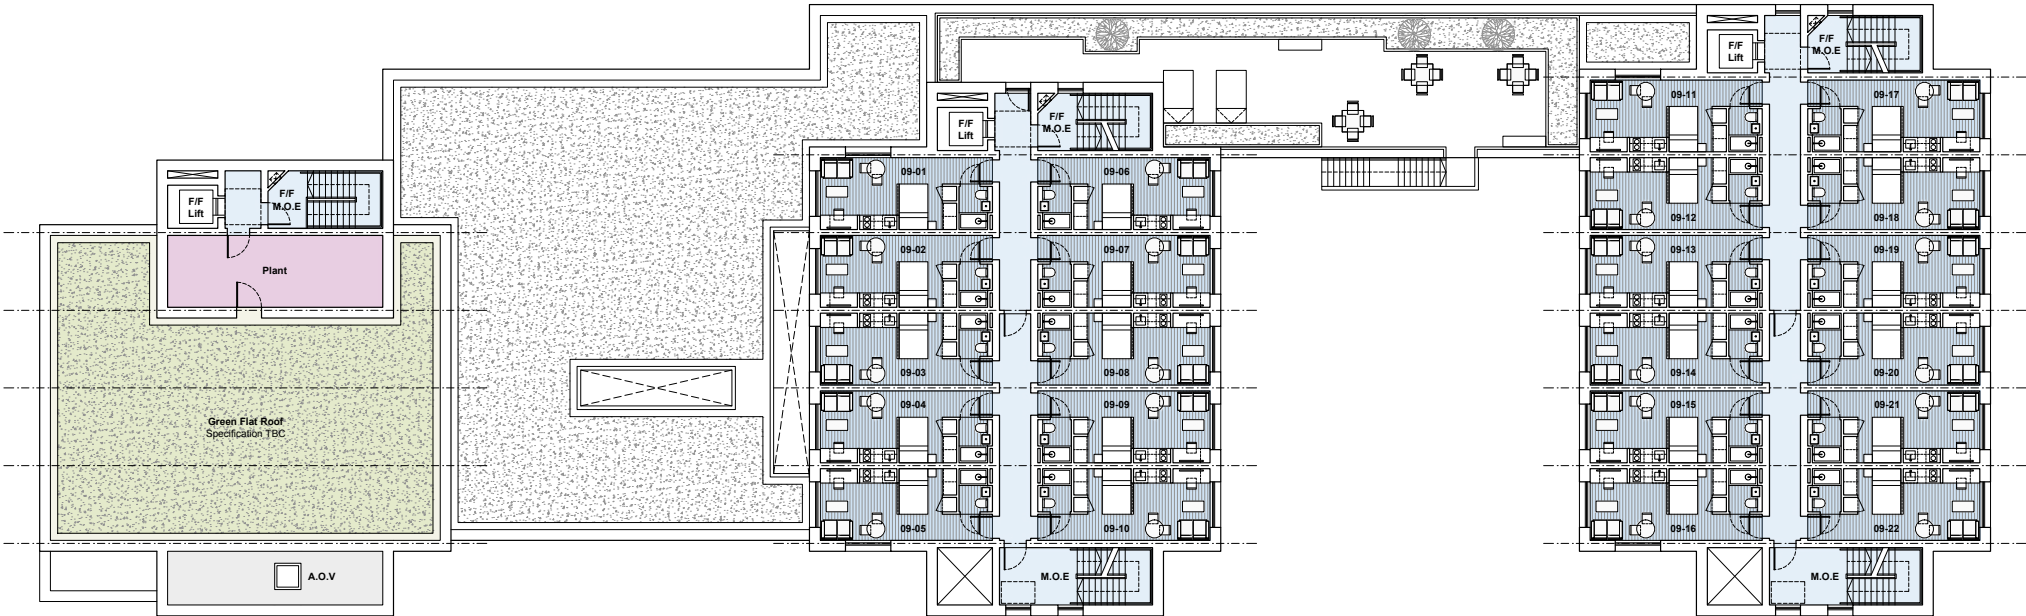 F/F
Lift
F/F
M.O.E
Plant
Green Flat Roof
Specification TBC
A.O.V
F/F
Lift
F/F
M.O.E
09-01
09-06
09-02
09-07
09-03
09-08
09-04
09-09
09-05
09-10
M.O.E
F/F
Lift
F/F
M.O.E
09-11
09-17
09-12
09-18
09-13
09-19
09-14
09-20
09-15
09-21
09-16
09-22
M.O.E